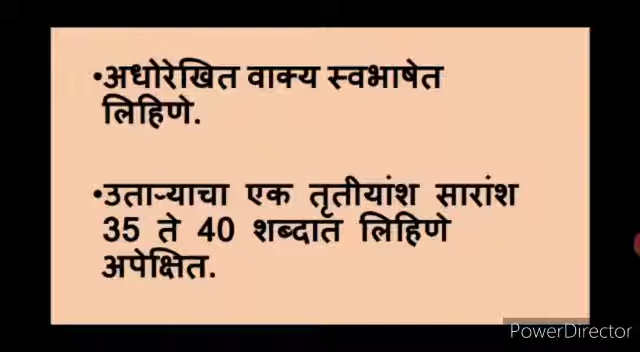 •अधोरेखित वाक्य स्वभाषेत
लिहिणे.
•उताऱ्याचा एक तृतीयांश सारांश
35 ते 40 शब्दात लिहिणे
अपेक्षित.
PowerDirector